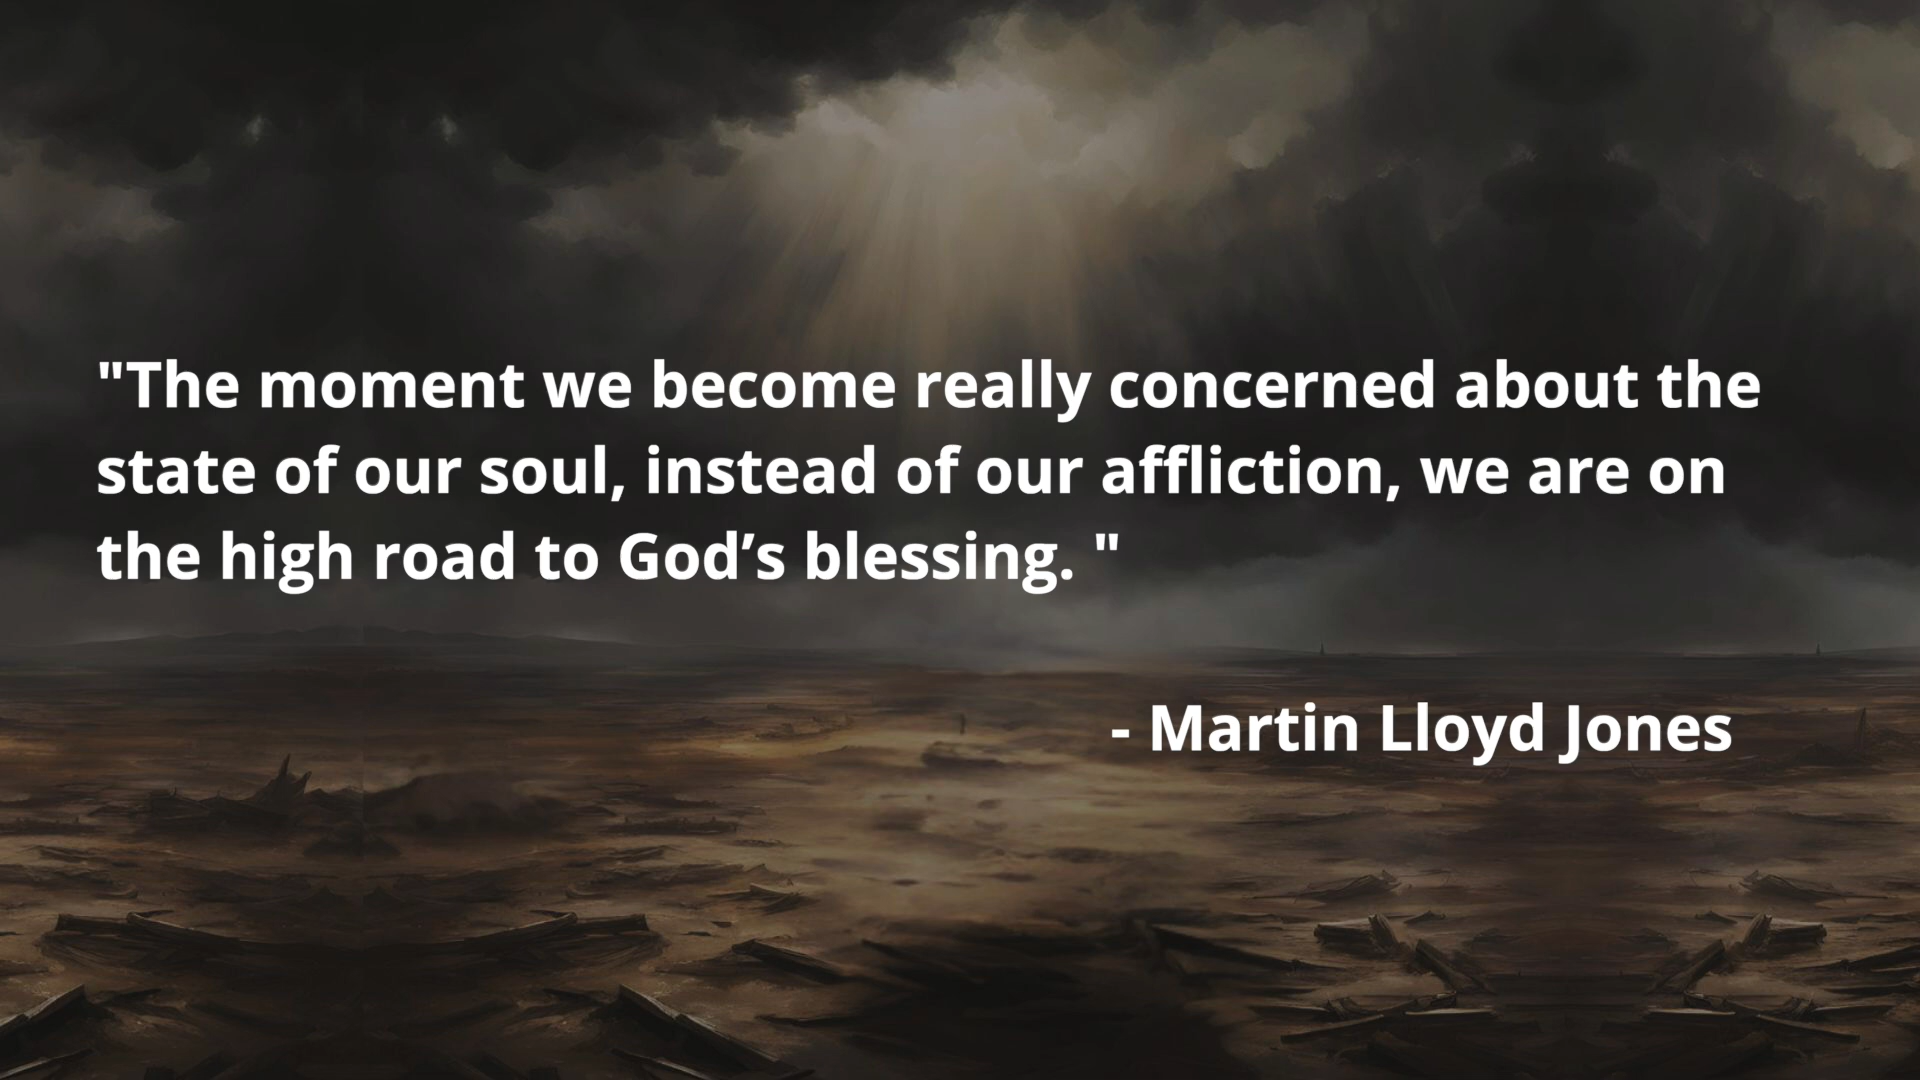 "The moment we become really concerned about the
state of our soul, instead of our affliction, we are on
the high road to God’s blessing. "
- Martin Lloyd Jones